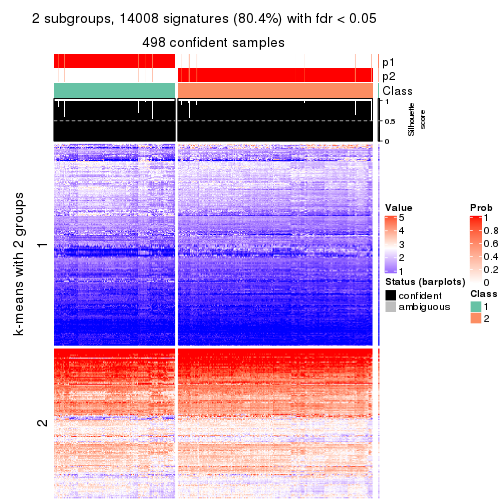 2 subgroups, 14008 signatures (80.4%) with fdr < 0.05
498 confident samples
p1
p2
Class
1
0.5
0
Silhouette
score
k-means with 2 groups
1
2
Value
5
4
3
2
1
Prob
1
0.8
0.6
0.4
0.2
0
Status (barplots)
confident
ambiguous
Class
1
2